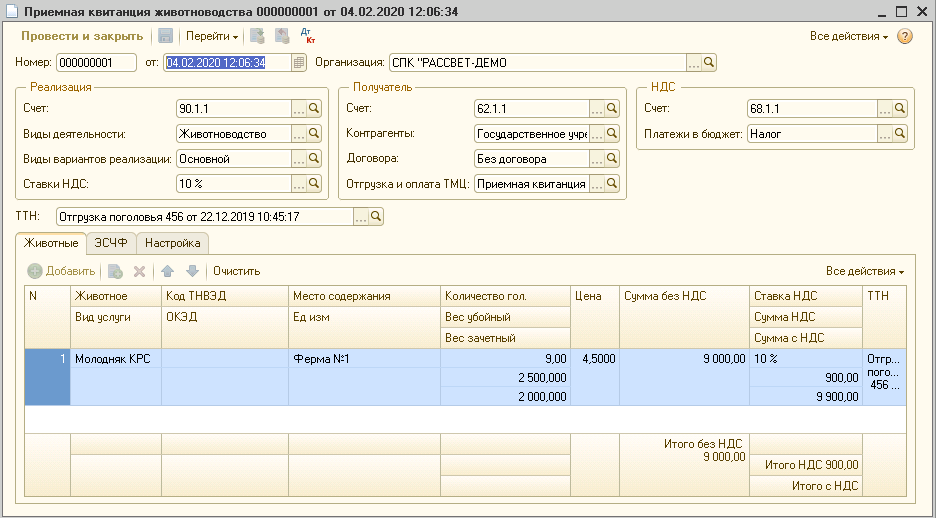 Приемная квитанция животноводства 000000001 от 04.02.2020 12:06:34
Провести и закрыть Перейти Дт Кт Все действия ?
Номер: 000000001 от: 04.02.2020 12:06:34 Организация: СПК "РАССВЕТ-ДЕМО ...
Реализация Получатель НДС
Счет: 90.1.1 ... Счет: 62.1.1 ... Счет: 68.1.1 ...
Виды деятельности: Животноводство ... Контрагенты: Государственное учре ... Платежи в бюджет: Налог ...
Виды вариантов реализации: Основной ... Договора: Без договора ...
Ставки НДС: 10 % ... Отгрузка и оплата ТМЦ: Приемная квитанция ...
ТТН: Отгрузка поголовья 456 от 22.12.2019 10:45:17 ...
Животные ЭСЧФ Настройка
Добавить Очистить Все действия
N Животное Код ТНВЭД Место содержания Количество гол. Цена Сумма без НДС Ставка НДС ТТН
Вид услуги ОКЭД Ед изм Вес убойный Сумма НДС
Вес зачетный Сумма с НДС
1 Молодняк КРС Ферма №1 9,00 4,5000 9 000,00 10 % Отгр...
2 500,000 900,00 пого...
2 000,000 9 900,00 456 ...
Итого без НДС
9 000,00
Итого НДС 900,00
Итого с НДС